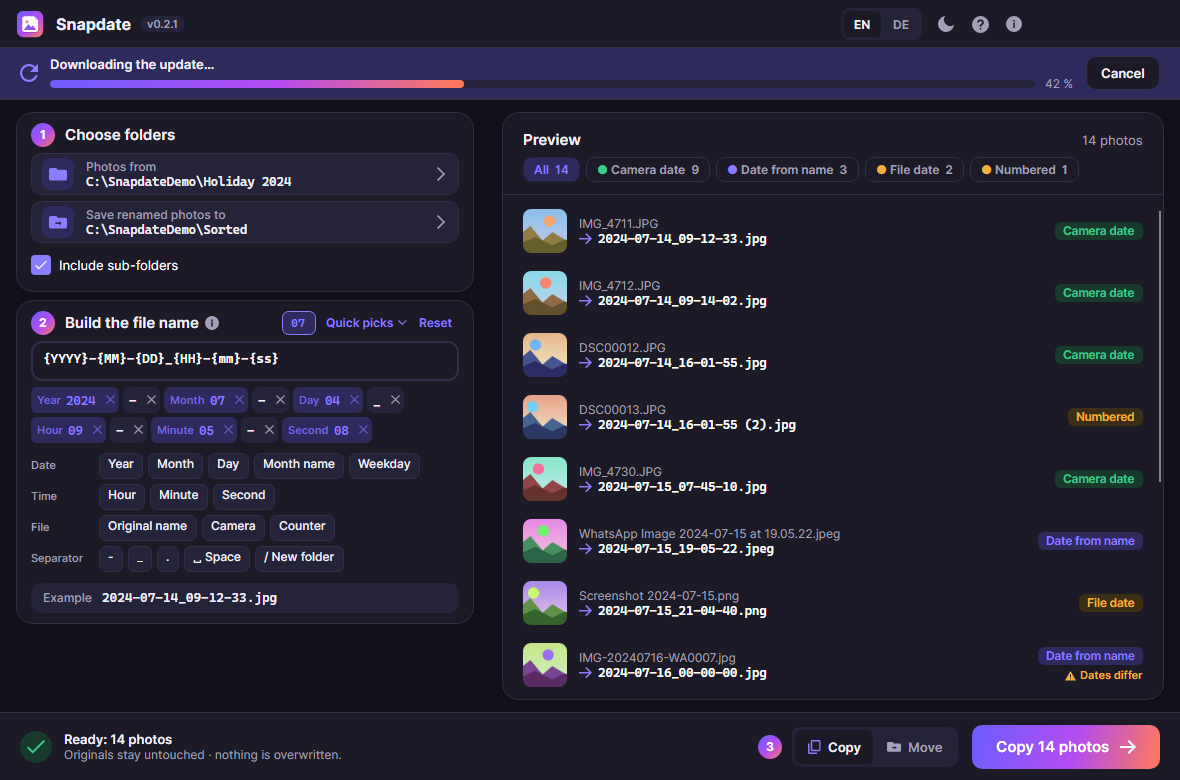 Snapdate v0.2.1
EN DE
Downloading the update...
42 %
Cancel
1 Choose folders
Photos from
C:\SnapdateDemo\Holiday 2024
Save renamed photos to
C:\SnapdateDemo\Sorted
Include sub-folders
2 Build the file name
07 Quick picks Reset
{YYYY}-{MM}-{DD}_{HH}-{mm}-{ss}
Year 2024 × - × Month 07 × - × Day 04 × _ ×
Hour 09 × - × Minute 05 × - × Second 08 ×
Date Year Month Day Month name Weekday
Time Hour Minute Second
File Original name Camera Counter
Separator - _ . ␣ Space / New folder
Example 2024-07-14_09-12-33.jpg
Preview
14 photos
All 14 Camera date 9 Date from name 3 File date 2 Numbered 1
IMG_4711.JPG
→ 2024-07-14_09-12-33.jpg
Camera date
IMG_4712.JPG
→ 2024-07-14_09-14-02.jpg
Camera date
DSC00012.JPG
→ 2024-07-14_16-01-55.jpg
Camera date
DSC00013.JPG
→ 2024-07-14_16-01-55 (2).jpg
Numbered
IMG_4730.JPG
→ 2024-07-15_07-45-10.jpg
Camera date
WhatsApp Image 2024-07-15 at 19.05.22.jpeg
→ 2024-07-15_19-05-22.jpeg
Date from name
Screenshot 2024-07-15.png
→ 2024-07-15_21-04-40.png
File date
IMG-20240716-WA0007.jpg
→ 2024-07-16_00-00-00.jpg
Date from name
Dates differ
Ready: 14 photos
Originals stay untouched · nothing is overwritten.
3 Copy Move
Copy 14 photos →